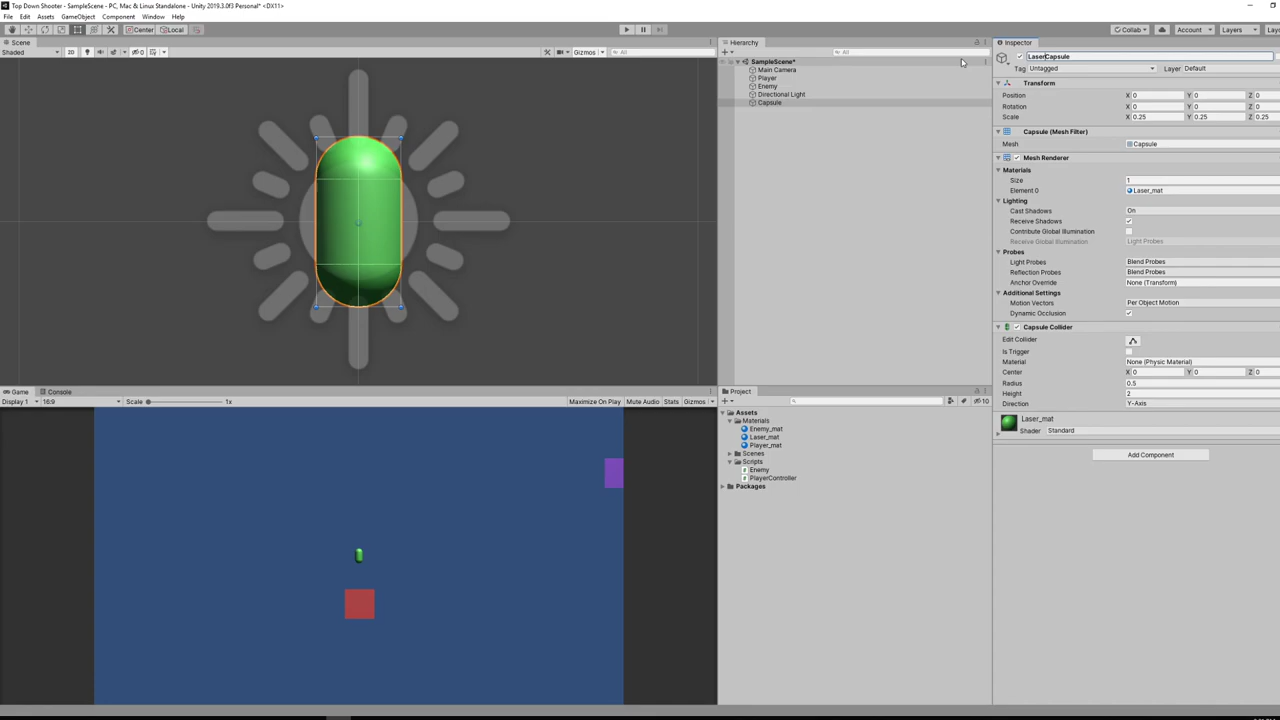 Top Down Shooter - SampleScene - PC, Mac & Linux Standalone - Unity 2019.3.0f3 Personal* <DX11>
File Edit Assets GameObject Component Window Help
Center Local Collab Account Layers
Scene
Shaded 2D 0 Gizmos All
Hierarchy
All
SampleScene*
Main Camera
Player
Enemy
Directional Light
Capsule
Game Console
Display 1 16:9 Scale 1x Maximize On Play Mute Audio Stats Gizmos
Project
10
Assets
Materials
Enemy_mat
Laser_mat
Player_mat
Scenes
Scripts
Enemy
PlayerController
Packages
Inspector
LaserCapsule
Tag Untagged Layer Default
Transform
Position X 0 Y 0 Z 0
Rotation X 0 Y 0 Z 0
Scale X 0.25 Y 0.25 Z 0.25
Capsule (Mesh Filter)
Mesh Capsule
Mesh Renderer
Materials
Size 1
Element 0 Laser_mat
Lighting
Cast Shadows On
Receive Shadows
Contribute Global Illumination
Receive Global Illumination Light Probes
Probes
Light Probes Blend Probes
Reflection Probes Blend Probes
Anchor Override None (Transform)
Additional Settings
Motion Vectors Per Object Motion
Dynamic Occlusion
Capsule Collider
Edit Collider
Is Trigger
Material None (Physic Material)
Center X 0 Y 0 Z 0
Radius 0.5
Height 2
Direction Y-Axis
Laser_mat
Shader Standard
Add Component